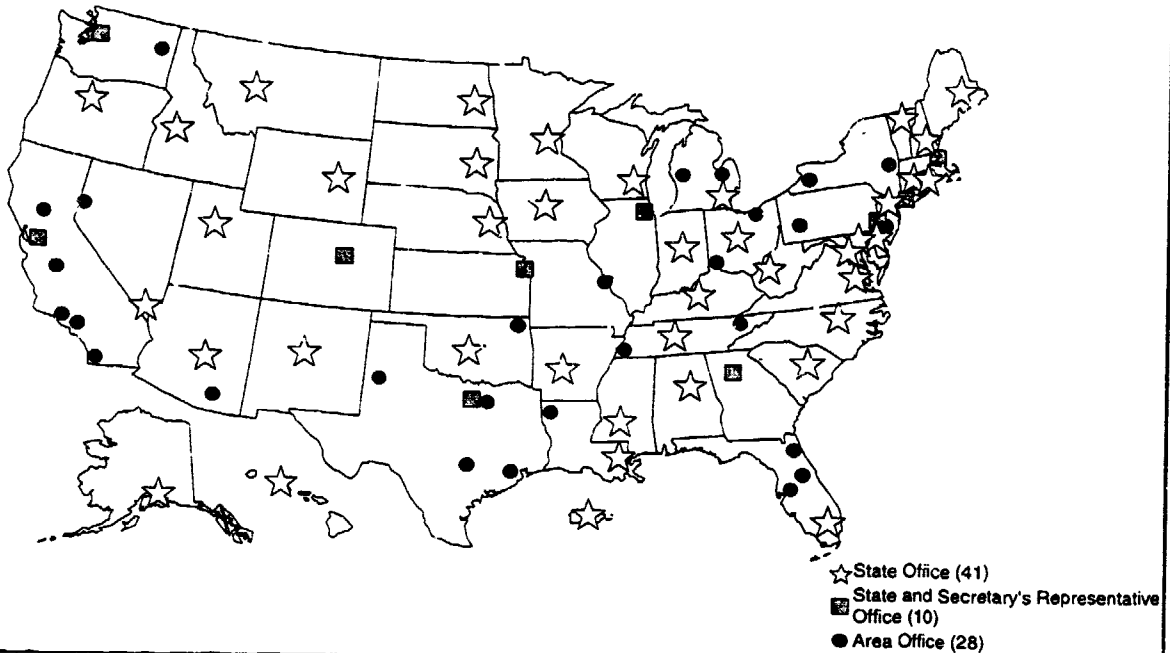 State Office (41)
State and Secretary's Representative
Office (10)
Area Office (28)